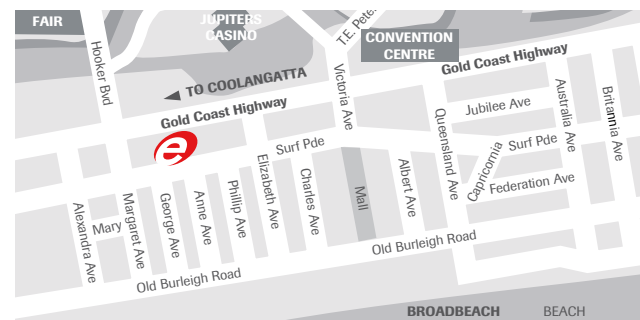 FAIR
JUPITERS
CASINO
T.E. Peter
CONVENTION
CENTRE
Hooker Bvd
TO COOLANGATTA
Gold Coast Highway
Gold Coast Highway
Victoria Ave
Jubilee Ave
Australia Ave
Britannia Ave
e
Surf Pde
Queensland Ave
Surf Pde
Capricornia
Federation Ave
Alexandra Ave
Mary
Margaret Ave
George Ave
Anne Ave
Phillip Ave
Elizabeth Ave
Charles Ave
Mall
Albert Ave
Old Burleigh Road
Old Burleigh Road
BROADBEACH
BEACH